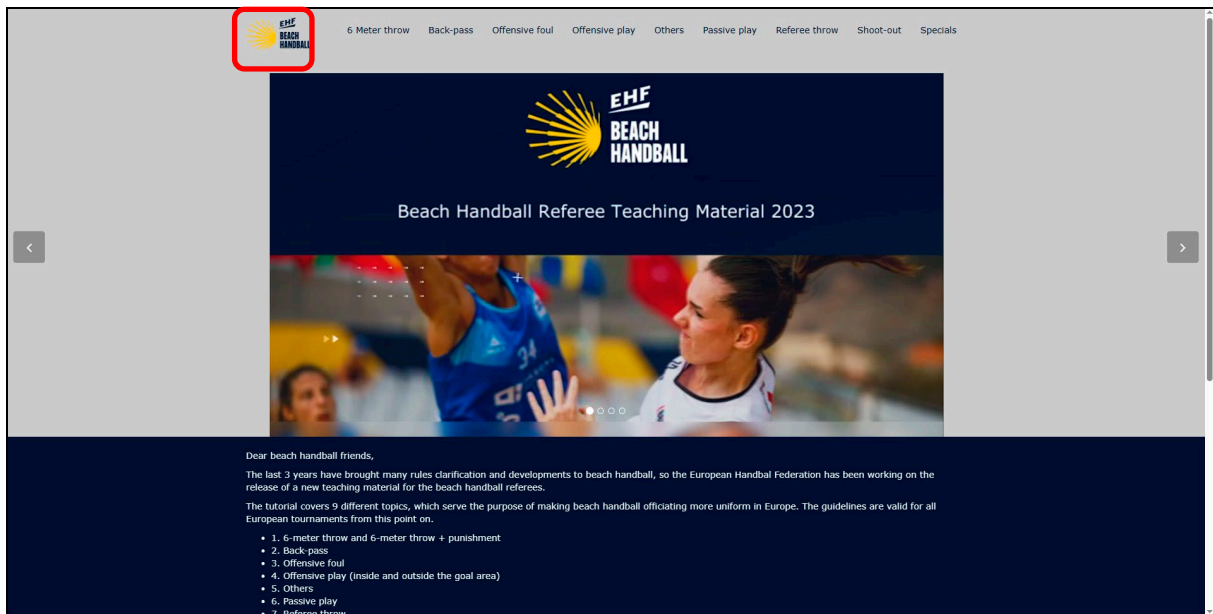 EHF
BEACH
HANDBALL
6 Meter throw Back-pass Offensive foul Offensive play Others Passive play Referee throw Shoot-out Specials
EHF
BEACH
HANDBALL
Beach Handball Referee Teaching Material 2023
34
Dear beach handball friends,
The last 3 years have brought many rules clarification and developments to beach handball, so the European Handbal Federation has been working on the
release of a new teaching material for the beach handball referees.
The tutorial covers 9 different topics, which serve the purpose of making beach handball officiating more uniform in Europe. The guidelines are valid for all
European tournaments from this point on.
• 1. 6-meter throw and 6-meter throw + punishment
• 2. Back-pass
• 3. Offensive foul
• 4. Offensive play (inside and outside the goal area)
• 5. Others
• 6. Passive play
• 7. Referee throw